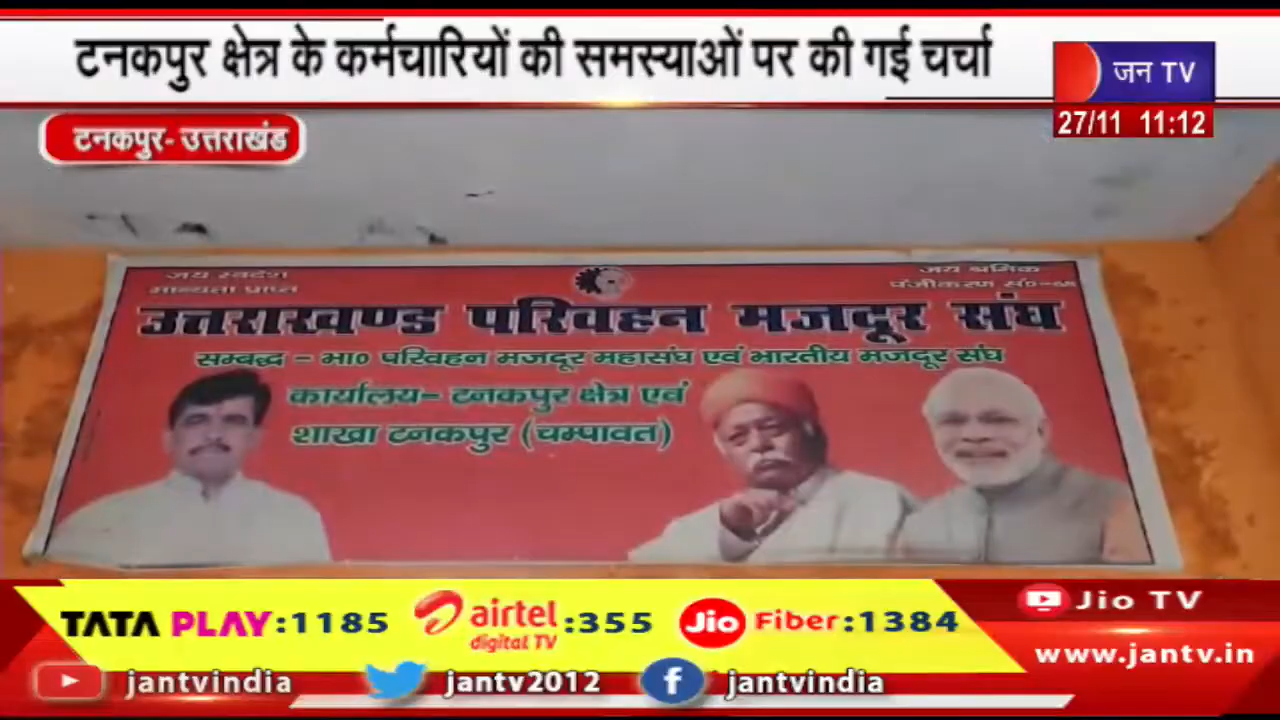 टनकपुर क्षेत्र के कर्मचारियों की समस्याओं पर की गई चर्चा
जन TV
27/11 11:12
टनकपुर- उत्तराखंड
जय स्वदेश
जय श्रमिक
मान्यता प्राप्त
पंजीकरण सं०-
उत्तराखण्ड परिवहन मजदूर संघ
सम्बद्ध - भा० परिवहन मजदूर महासंघ एवं भारतीय मजदूर संघ
कार्यालय- टनकपुर क्षेत्र एवं
शाखा टनकपुर (चम्पावत)
TATA PLAY:1185
airtel digital TV:355
Jio Fiber:1384
Jio TV
www.jantv.in
jantvindia
jantv2012
jantvindia